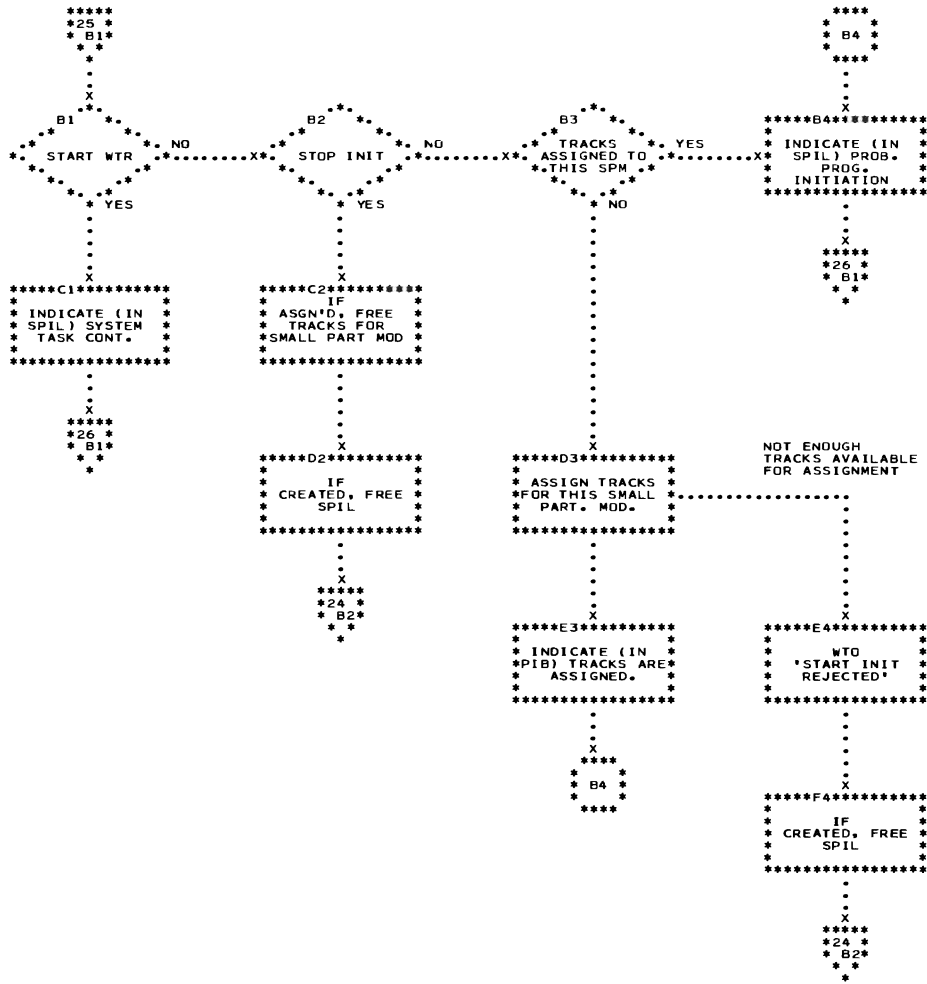 25
B1
B4
B1
START WTR
NO
YES
B2
STOP INIT
NO
YES
B3
TRACKS
ASSIGNED TO
THIS SPM
YES
NO
B4
INDICATE (IN
SPIL) PROB.
PROG.
INITIATION
26
B1
C1
INDICATE (IN
SPIL) SYSTEM
TASK CONT.
26
B1
C2
IF
ASGN'D, FREE
TRACKS FOR
SMALL PART MOD
D2
IF
CREATED, FREE
SPIL
24
B2
D3
ASSIGN TRACKS
FOR THIS SMALL
PART. MOD.
NOT ENOUGH
TRACKS AVAILABLE
FOR ASSIGNMENT
E3
INDICATE (IN
PIB) TRACKS ARE
ASSIGNED.
B4
E4
WTO
'START INIT
REJECTED'
F4
IF
CREATED, FREE
SPIL
24
B2